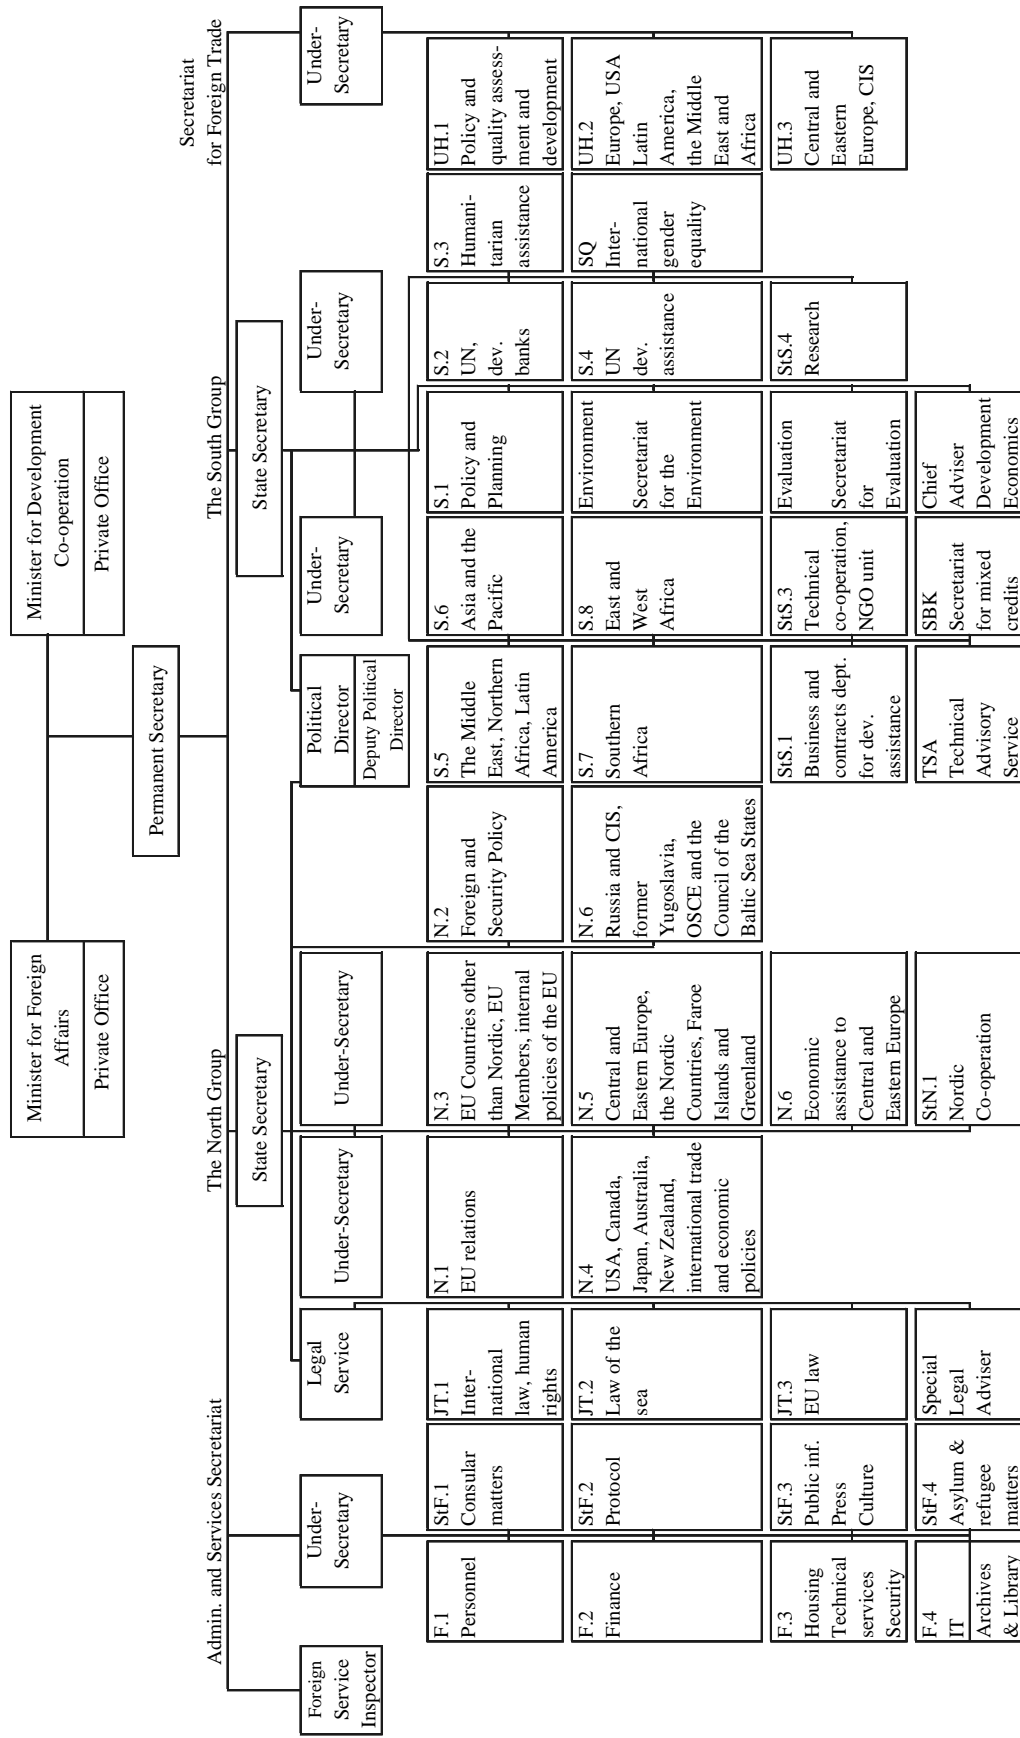 Minister for Foreign
Affairs
Private Office
Minister for Development
Co-operation
Private Office
Permanent Secretary
Admin. and Services Secretariat
The North Group
The South Group
Secretariat
for Foreign Trade
State Secretary
State Secretary
Foreign
Service
Inspector
Under-
Secretary
Legal
Service
Under-Secretary
Under-Secretary
Political
Director
Deputy Political
Director
Under-
Secretary
Under-
Secretary
Under-
Secretary
F.1
Personnel
StF.1
Consular
matters
JT.1
Inter-
national
law, human
rights
N.1
EU relations
N.3
EU Countries other
than Nordic, EU
Members, internal
policies of the EU
N.2
Foreign and
Security Policy
S.5
The Middle
East, Northern
Africa, Latin
America
S.6
Asia and the
Pacific
S.1
Policy and
Planning
S.2
UN,
dev.
banks
S.3
Humani-
tarian
assistance
UH.1
Policy and
quality assess-
ment and
development
F.2
Finance
StF.2
Protocol
JT.2
Law of the
sea
N.4
USA, Canada,
Japan, Australia,
New Zealand,
international trade
and economic
policies
N.5
Central and
Eastern Europe,
the Nordic
Countries, Faroe
Islands and
Greenland
N.6
Russia and CIS,
former
Yugoslavia,
OSCE and the
Council of the
Baltic Sea States
S.7
Southern
Africa
S.8
East and
West
Africa
Environment
Secretariat
for the
Environment
S.4
UN
dev.
assistance
SQ
Inter-
national
gender
equality
UH.2
Europe, USA
Latin
America,
the Middle
East and
Africa
F.3
Housing
Technical
services
Security
StF.3
Public inf.
Press
Culture
JT.3
EU law
N.6
Economic
assistance to
Central and
Eastern Europe
StS.1
Business and
contracts dept.
for dev.
assistance
StS.3
Technical
co-operation,
NGO unit
Evaluation
Secretariat
for
Evaluation
StS.4
Research
UH.3
Central and
Eastern
Europe, CIS
F.4
IT
Archives
& Library
StF.4
Asylum &
refugee
matters
Special
Legal
Adviser
StN.1
Nordic
Co-operation
TSA
Technical
Advisory
Service
SBK
Secretariat
for mixed
credits
Chief
Adviser
Development
Economics